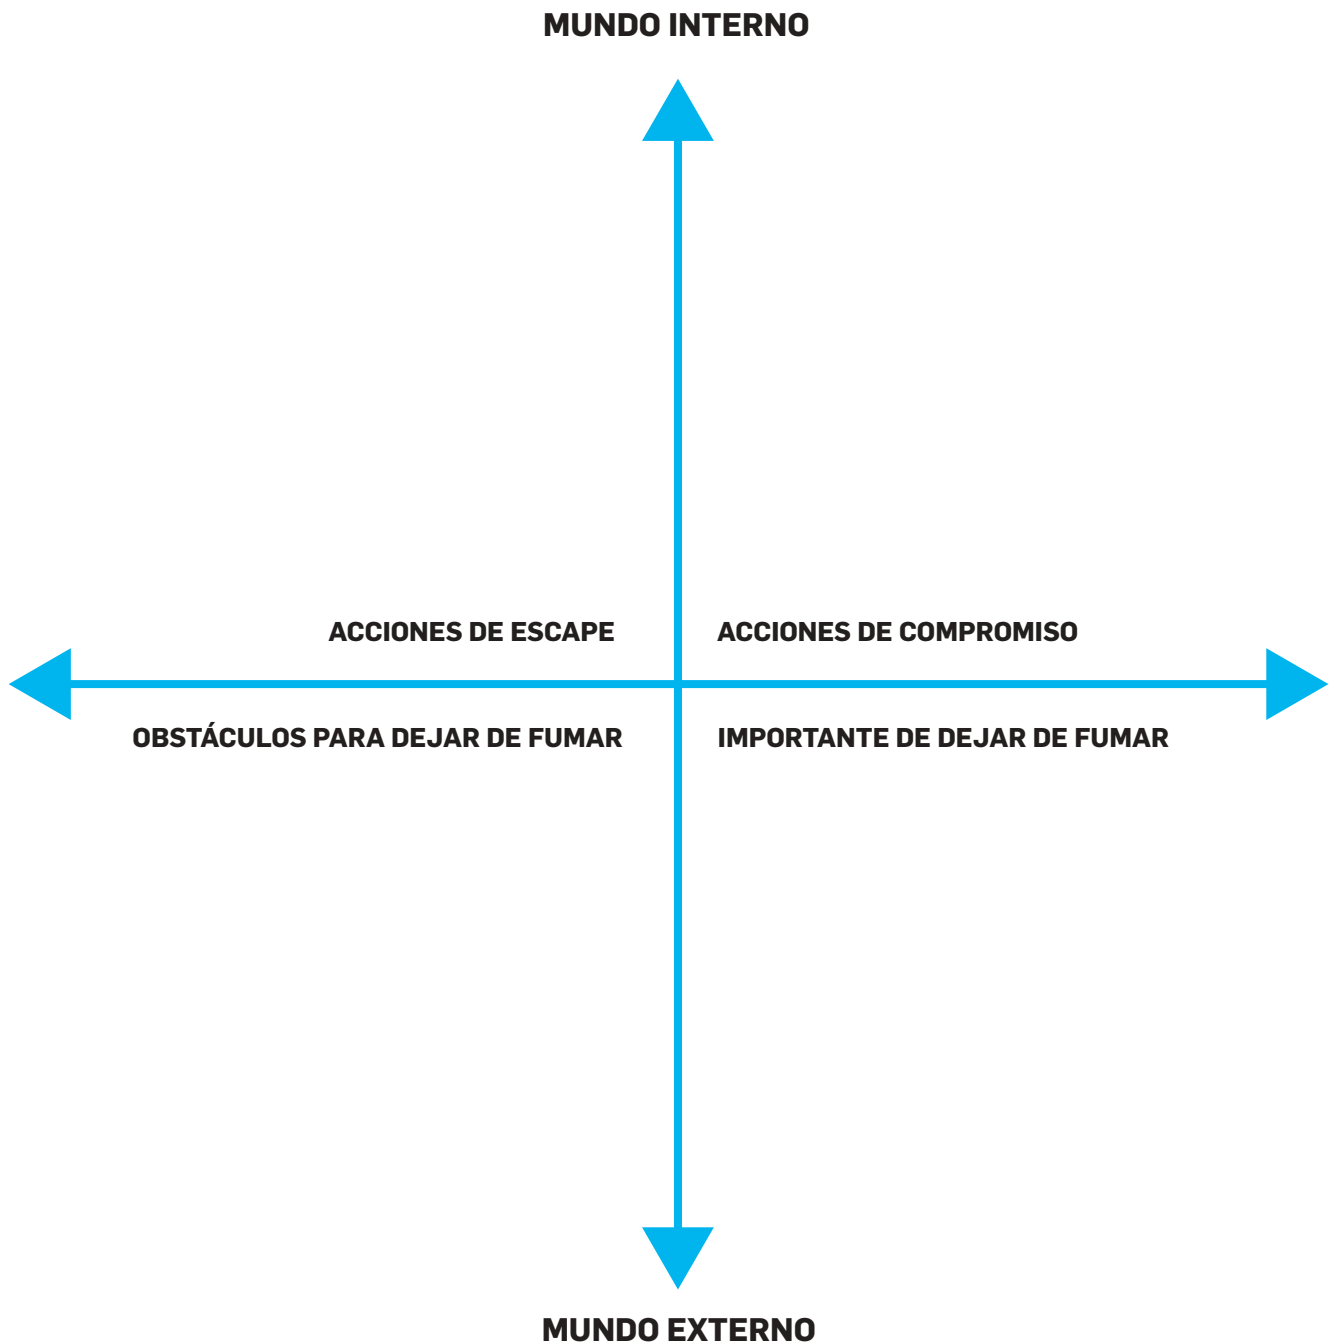 MUNDO INTERNO
ACCIONES DE ESCAPE
ACCIONES DE COMPROMISO
OBSTÁCULOS PARA DEJAR DE FUMAR
IMPORTANTE DE DEJAR DE FUMAR
MUNDO EXTERNO